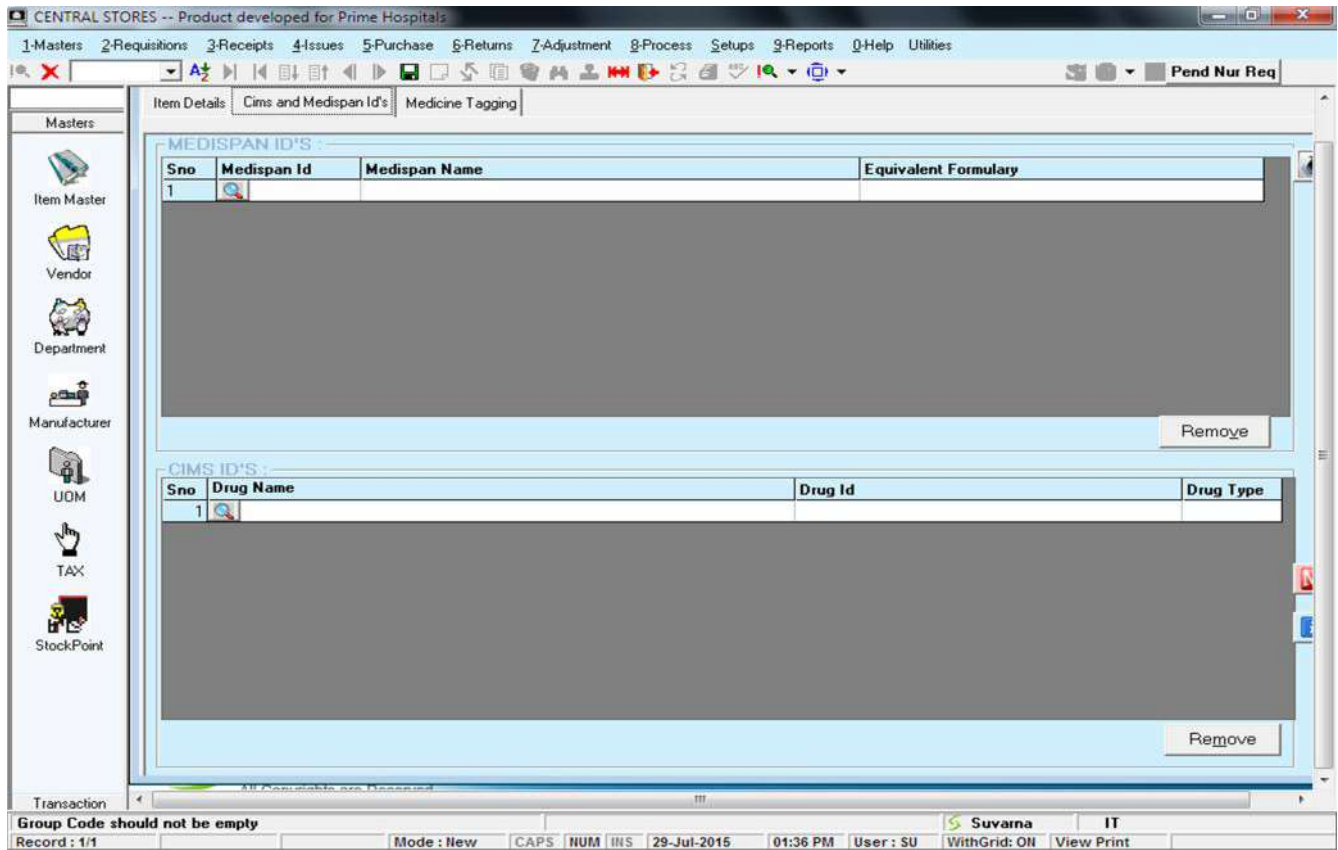 CENTRAL STORES -- Product developed for Prime Hospitals
1-Masters 2-Requisitions 3-Receipts 4-Issues 5-Purchase 6-Returns 7-Adjustment 8-Process Setups 9-Reports 0-Help Utilities
Pend Nur Req
Item Details Cims and Medispan Id's Medicine Tagging
Masters
MEDISPAN ID'S :
Sno Medispan Id Medispan Name Equivalent Formulary
1
Item Master
Vendor
Department
Manufacturer
Remove
CIMS ID'S :
Sno Drug Name Drug Id Drug Type
1
UOM
TAX
StockPoint
Remove
All Copyrights are Reserved
Transaction
Group Code should not be empty Suvarna IT
Record : 1/1 Mode : New CAPS NUM INS 29-Jul-2015 01:36 PM User : SU WithGrid: ON View Print